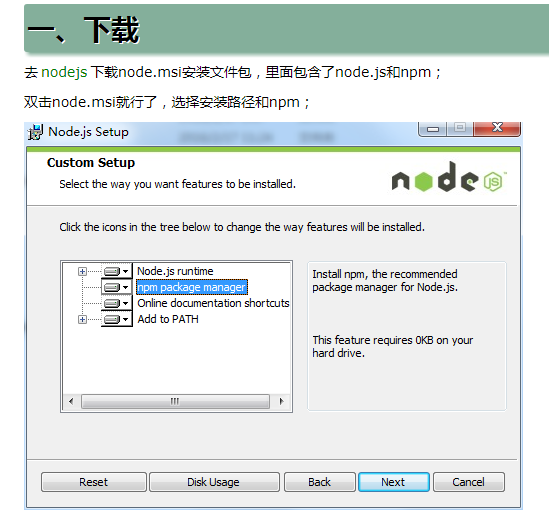 一、下载
去 nodejs 下载node.msi安装文件包，里面包含了node.js和npm；
双击node.msi就行了，选择安装路径和npm；
Node.js Setup
Custom Setup
Select the way you want features to be installed.
node JS
Click the icons in the tree below to change the way features will be installed.
Node.js runtime
npm package manager
Online documentation shortcuts
Add to PATH
Install npm, the recommended
package manager for Node.js.
This feature requires 0KB on your
hard drive.
Reset Disk Usage Back Next Cancel